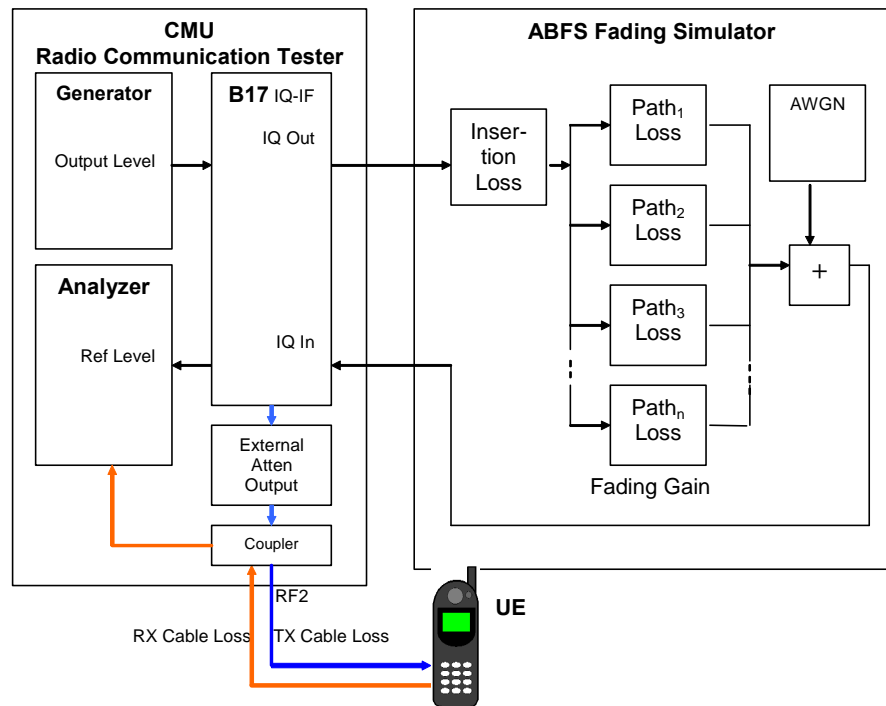 CMU
Radio Communication Tester
Generator
Output Level
B17 IQ-IF
IQ Out
Analyzer
Ref Level
IQ In
External
Atten
Output
Coupler
RF2
RX Cable Loss
TX Cable Loss
ABFS Fading Simulator
Inser-
tion
Loss
Path1
Loss
Path2
Loss
Path3
Loss
Pathn
Loss
Fading Gain
AWGN
+
UE